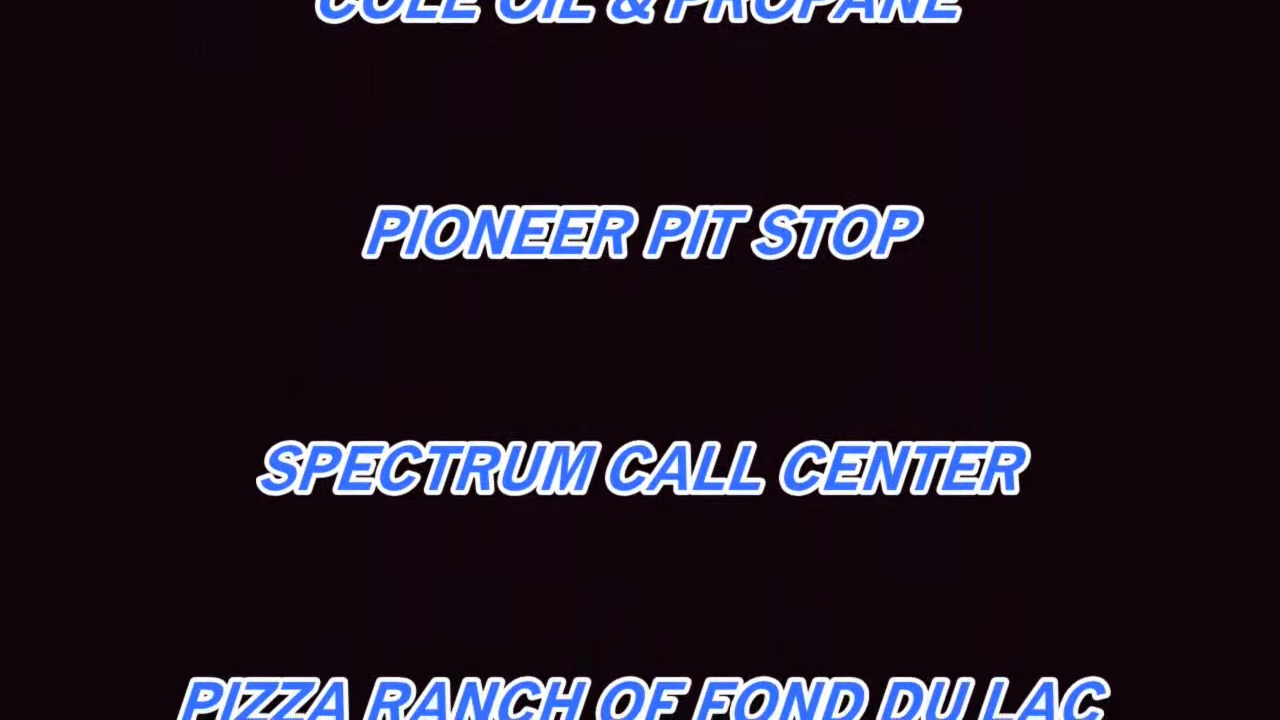 COLE OIL & PROPANE
PIONEER PIT STOP
SPECTRUM CALL CENTER
PIZZA RANCH OF FOND DU LAC